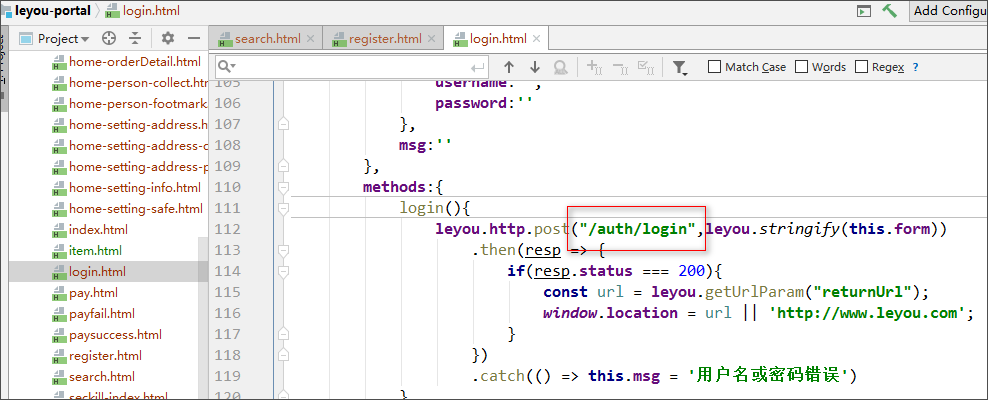 leyou-portal login.html Add Configu
Project search.html register.html login.html
Match Case Words Regex ?
home-orderDetail.html
home-person-collect.htm
home-person-footmark
home-setting-address.h
home-setting-address-c
home-setting-address-p
home-setting-info.html
home-setting-safe.html
index.html
item.html
login.html
pay.html
payfail.html
paysuccess.html
register.html
search.html
seckill-index.html
105 username:'',
106 password:''
107 },
108 msg:''
109 },
110 methods:{
111 login(){
112 leyou.http.post("/auth/login",leyou.stringify(this.form))
113 .then(resp => {
114 if(resp.status === 200){
115 const url = leyou.getUrlParam("returnUrl");
116 window.location = url || 'http://www.leyou.com';
117 }
118 })
119 .catch(() => this.msg = '用户名或密码错误')
120 }